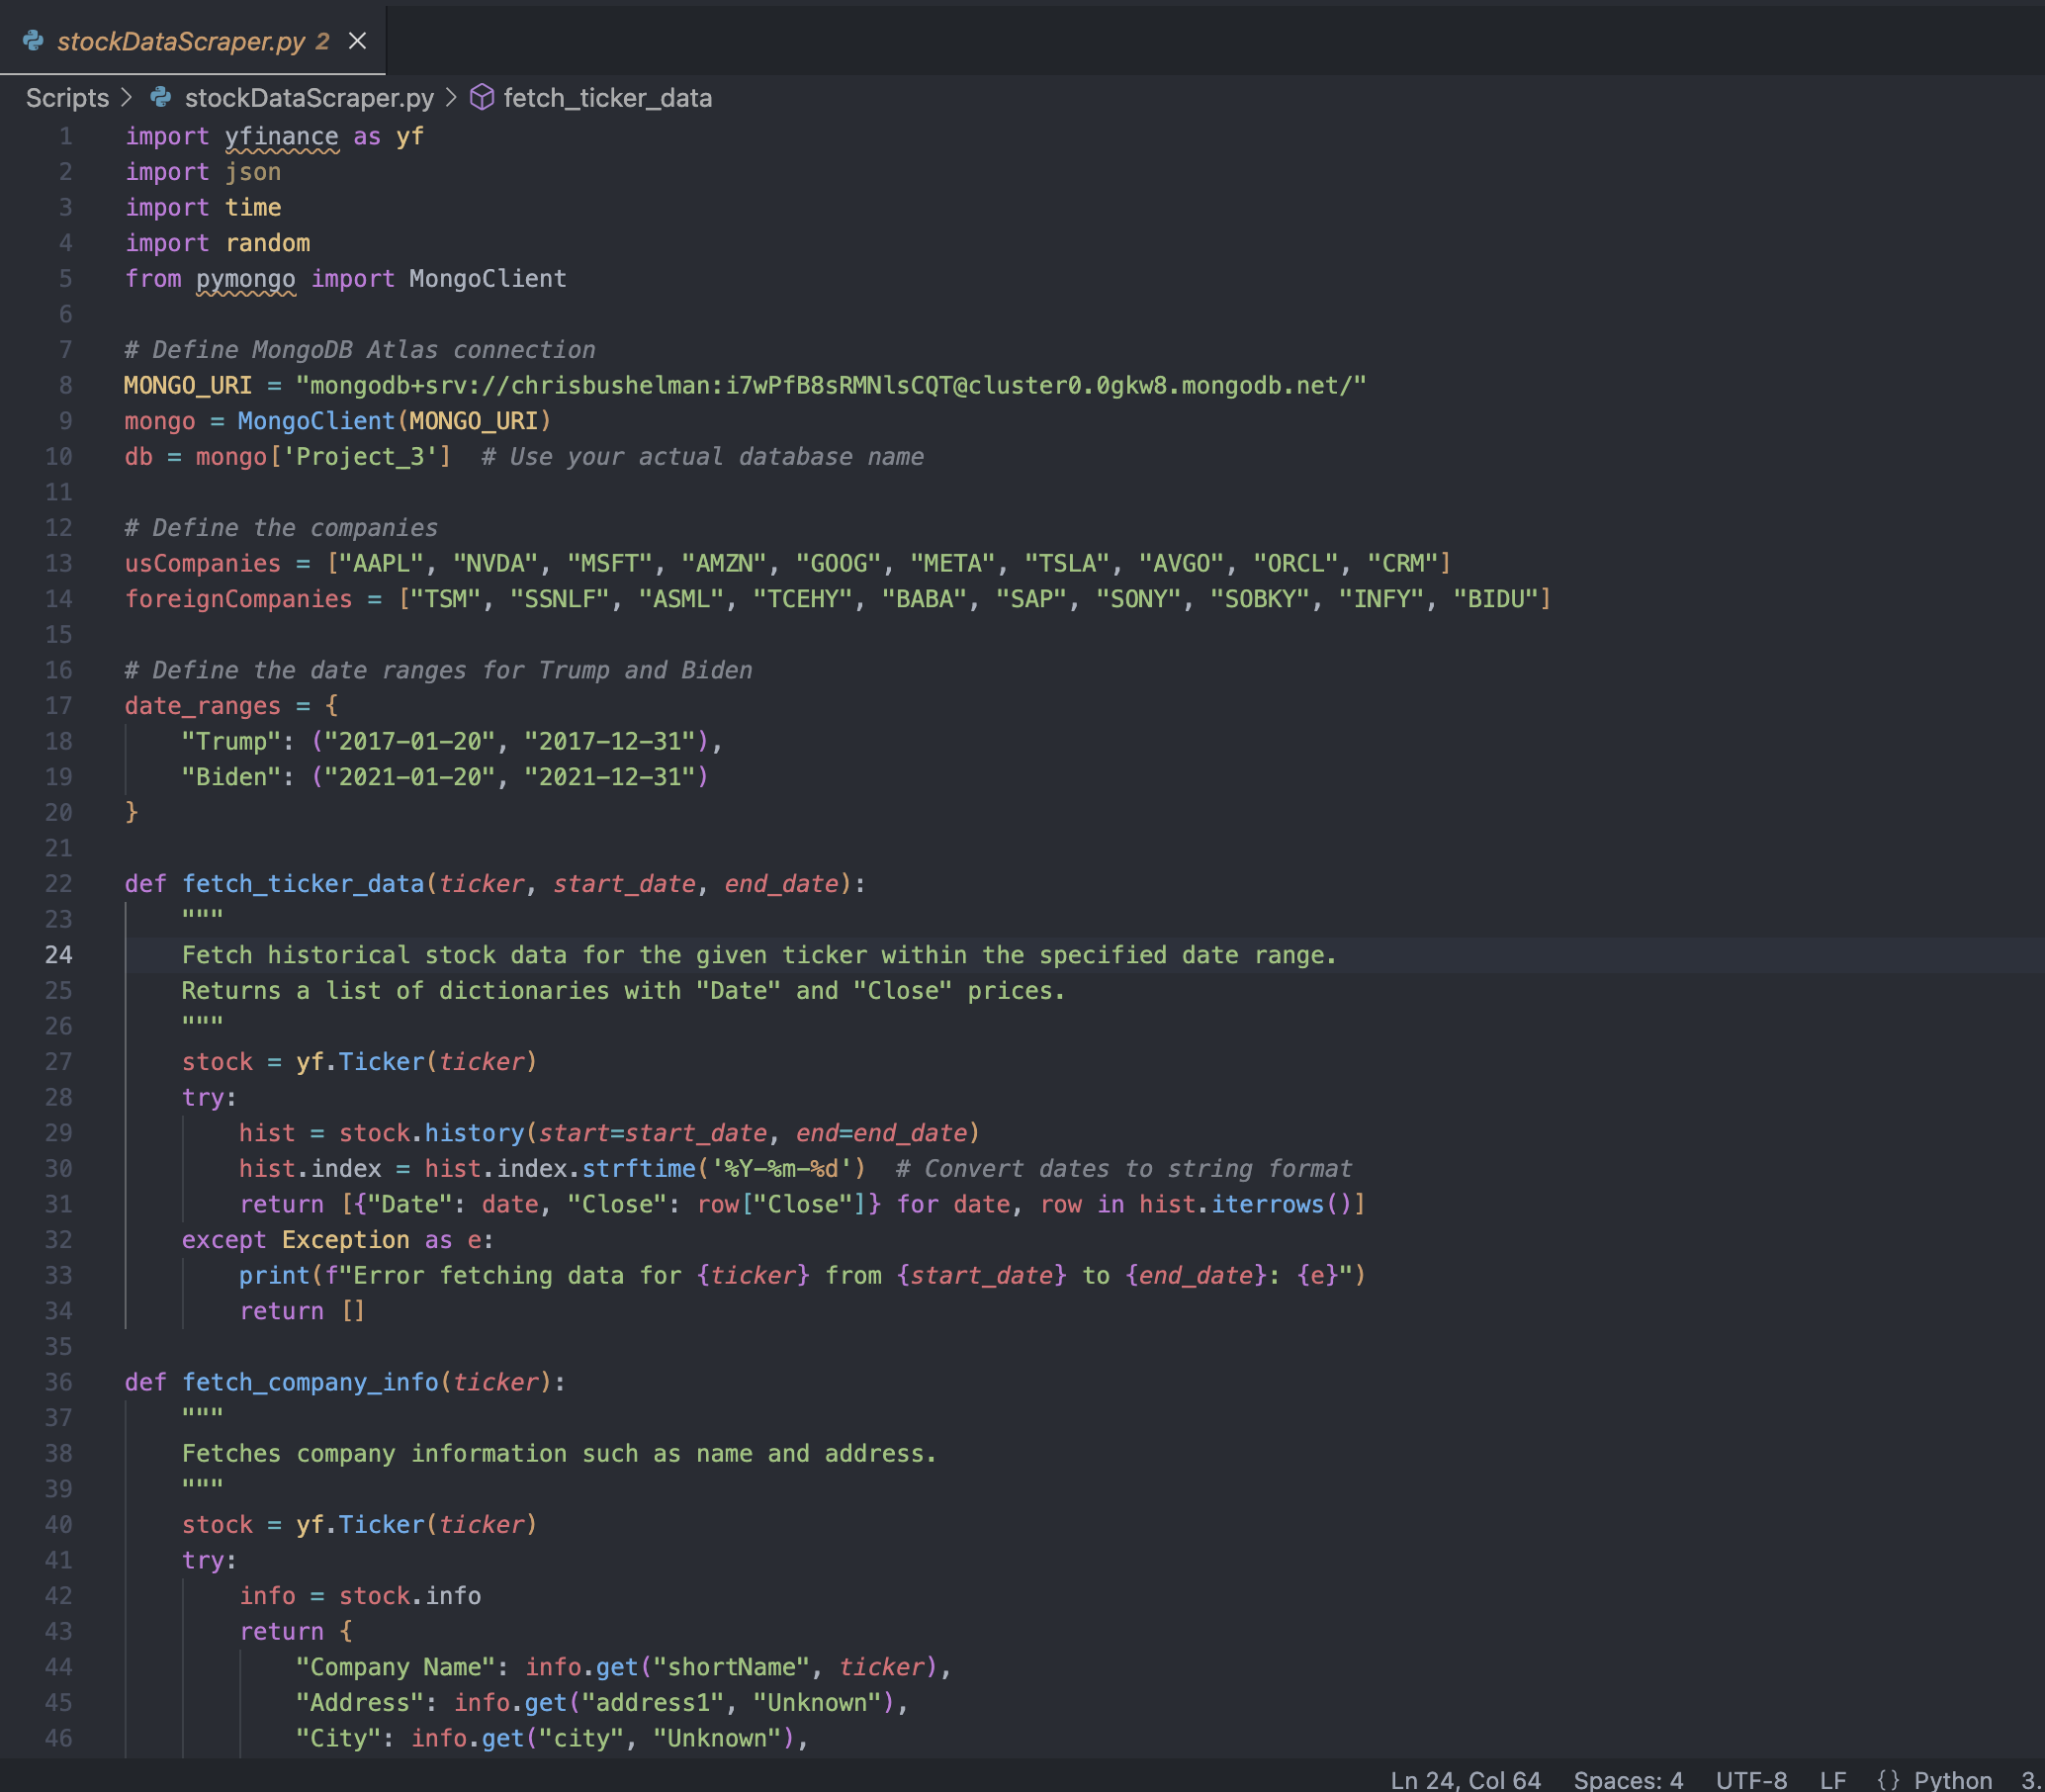 stockDataScraper.py 2
Scripts > stockDataScraper.py > fetch_ticker_data
1 import yfinance as yf
2 import json
3 import time
4 import random
5 from pymongo import MongoClient
6
7 # Define MongoDB Atlas connection
8 MONGO_URI = "mongodb+srv://chrisbushelman:i7wPfB8sRMNlsCQT@cluster0.0gkw8.mongodb.net/"
9 mongo = MongoClient(MONGO_URI)
10 db = mongo['Project_3']  # Use your actual database name
11
12 # Define the companies
13 usCompanies = ["AAPL", "NVDA", "MSFT", "AMZN", "GOOG", "META", "TSLA", "AVGO", "ORCL", "CRM"]
14 foreignCompanies = ["TSM", "SSNLF", "ASML", "TCEHY", "BABA", "SAP", "SONY", "SOBKY", "INFY", "BIDU"]
15
16 # Define the date ranges for Trump and Biden
17 date_ranges = {
18     "Trump": ("2017-01-20", "2017-12-31"),
19     "Biden": ("2021-01-20", "2021-12-31")
20 }
21
22 def fetch_ticker_data(ticker, start_date, end_date):
23     """
24     Fetch historical stock data for the given ticker within the specified date range.
25     Returns a list of dictionaries with "Date" and "Close" prices.
26     """
27     stock = yf.Ticker(ticker)
28     try:
29         hist = stock.history(start=start_date, end=end_date)
30         hist.index = hist.index.strftime('%Y-%m-%d')  # Convert dates to string format
31         return [{"Date": date, "Close": row["Close"]} for date, row in hist.iterrows()]
32     except Exception as e:
33         print(f"Error fetching data for {ticker} from {start_date} to {end_date}: {e}")
34         return []
35
36 def fetch_company_info(ticker):
37     """
38     Fetches company information such as name and address.
39     """
40     stock = yf.Ticker(ticker)
41     try:
42         info = stock.info
43         return {
44             "Company Name": info.get("shortName", ticker),
45             "Address": info.get("address1", "Unknown"),
46             "City": info.get("city", "Unknown"),
Ln 24, Col 64 Spaces: 4 UTF-8 LF {} Python 3.